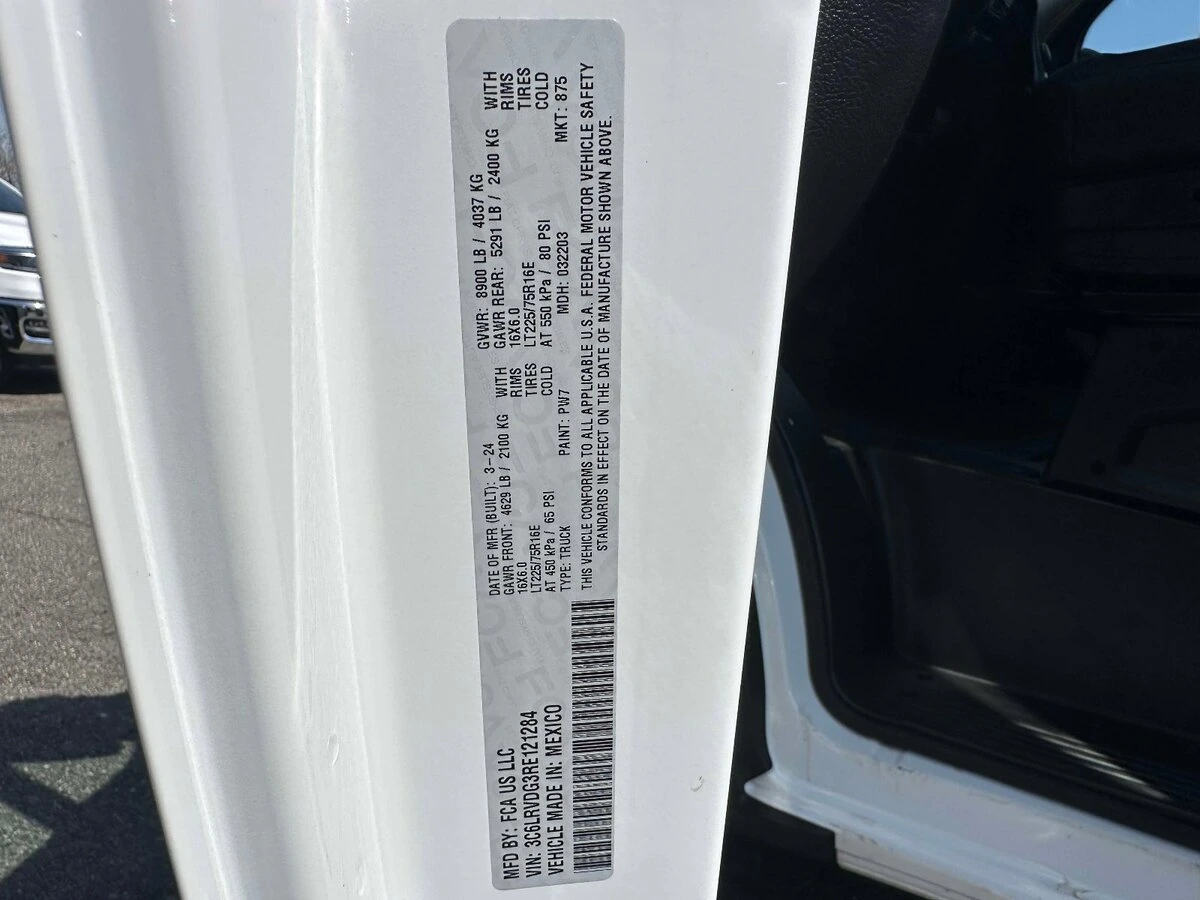 MFD BY: FCA US LLC
VIN: 3C6LRVDG3RE121284
VEHICLE MADE IN: MEXICO
DATE OF MFR (BUILT): 3-24 GVWR: 8900 LB / 4037 KG
GAWR FRONT: 4629 LB / 2100 KG WITH GAWR REAR: 5291 LB / 2400 KG WITH
16X6.0 RIMS 16X6.0 RIMS
LT225/75R16E TIRES LT225/75R16E TIRES
AT 450 kPa / 65 PSI COLD AT 550 kPa / 80 PSI COLD
TYPE: TRUCK PAINT: PW7 MDH: 032203 MKT: 875
THIS VEHICLE CONFORMS TO ALL APPLICABLE U.S.A. FEDERAL MOTOR VEHICLE SAFETY
STANDARDS IN EFFECT ON THE DATE OF MANUFACTURE SHOWN ABOVE.